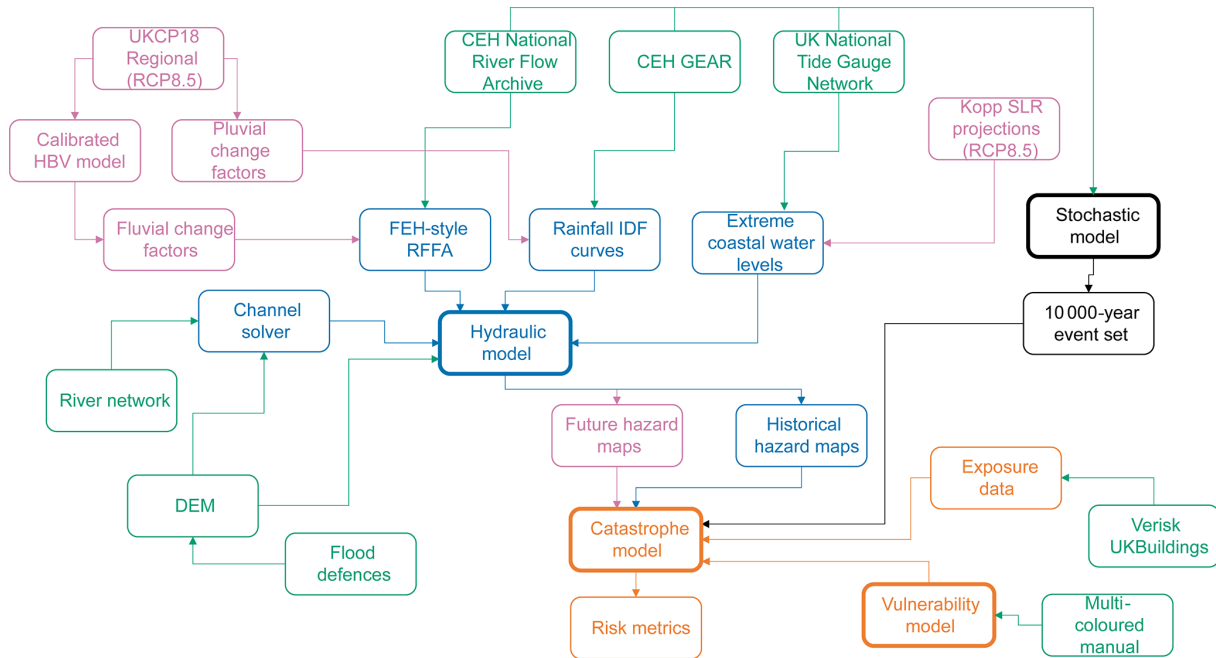 UKCP18
Regional
(RCP8.5)
CEH National
River Flow
Archive
CEH GEAR
UK National
Tide Gauge
Network
Kopp SLR
projections
(RCP8.5)
Calibrated
HBV model
Pluvial
change
factors
Fluvial change
factors
FEH-style
RFFA
Rainfall IDF
curves
Extreme
coastal water
levels
Stochastic
model
Channel
solver
Hydraulic
model
10 000-year
event set
River network
Future hazard
maps
Historical
hazard maps
Exposure
data
DEM
Catastrophe
model
Verisk
UKBuildings
Flood
defences
Risk metrics
Vulnerability
model
Multi-
coloured
manual